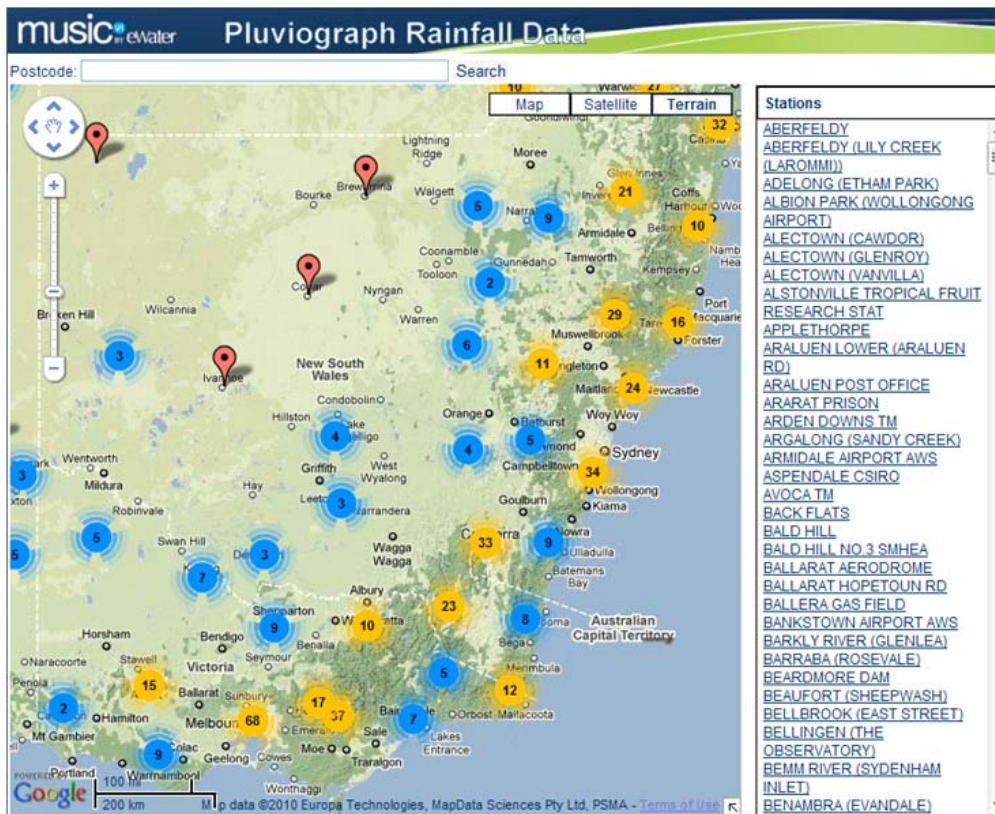 music by eWater Pluviograph Rainfall Data
Postcode: Search
Map Satellite Terrain
Lightning Ridge
Moree
Glen Innes
Bourke
Walgett
Coffs Harbour
Armidale
Coonamble
Tooloon
Gunnedah
Tamworth
Kempsey
Nyngan
Wilcannia
Warren
Port Macquarie
Broken Hill
Muswellbrook
Forster
New South Wales
Ivanhoe
Maitland
Newcastle
Condobolin
Hillston
Orange
Bathurst
Woy Woy
Sydney
Campbelltown
Wentworth
Mildura
Griffith
West Wyalong
Hay
Wollongong
Goulburn
Kiama
Robinvale
Narrandera
Nowra
Swan Hill
Wagga Wagga
Ulladulla
Batemans Bay
Albury
Shepparton
Australian Capital Territory
Horsham
Bendigo
Benalla
Bega
Naracoorte
Stawell
Victoria
Seymour
Merimbula
Penola
Ballarat
Sunbury
Hamilton
Orbost
Mallacoota
Mt Gambier
Colac
Geelong
Cowes
Moe
Sale
Traralgon
Lakes Entrance
Portland
Warrnambool
Wonthaggi
10
27
32
21
5
9
10
2
29
16
3
6
11
24
4
4
5
34
3
3
5
3
33
9
7
9
10
23
8
5
15
12
2
17
68
7
9
POWERED BY
Google
100 mi
200 km
Map data ©2010 Europa Technologies, MapData Sciences Pty Ltd, PSMA - Terms of Use
Stations
ABERFELDY
ABERFELDY (LILY CREEK
(LAROMMI))
ADELONG (ETHAM PARK)
ALBION PARK (WOLLONGONG
AIRPORT)
ALECTOWN (CAWDOR)
ALECTOWN (GLENROY)
ALECTOWN (VANVILLA)
ALSTONVILLE TROPICAL FRUIT
RESEARCH STAT
APPLETHORPE
ARALUEN LOWER (ARALUEN
RD)
ARALUEN POST OFFICE
ARARAT PRISON
ARDEN DOWNS TM
ARGALONG (SANDY CREEK)
ARMIDALE AIRPORT AWS
ASPENDALE CSIRO
AVOCA TM
BACK FLATS
BALD HILL
BALD HILL NO.3 SMHEA
BALLARAT AERODROME
BALLARAT HOPETOUN RD
BALLERA GAS FIELD
BANKSTOWN AIRPORT AWS
BARKLY RIVER (GLENLEA)
BARRABA (ROSEVALE)
BEARDMORE DAM
BEAUFORT (SHEEPWASH)
BELLBROOK (EAST STREET)
BELLINGEN (THE
OBSERVATORY)
BEMM RIVER (SYDENHAM
INLET)
BENAMBRA (EVANDALE)